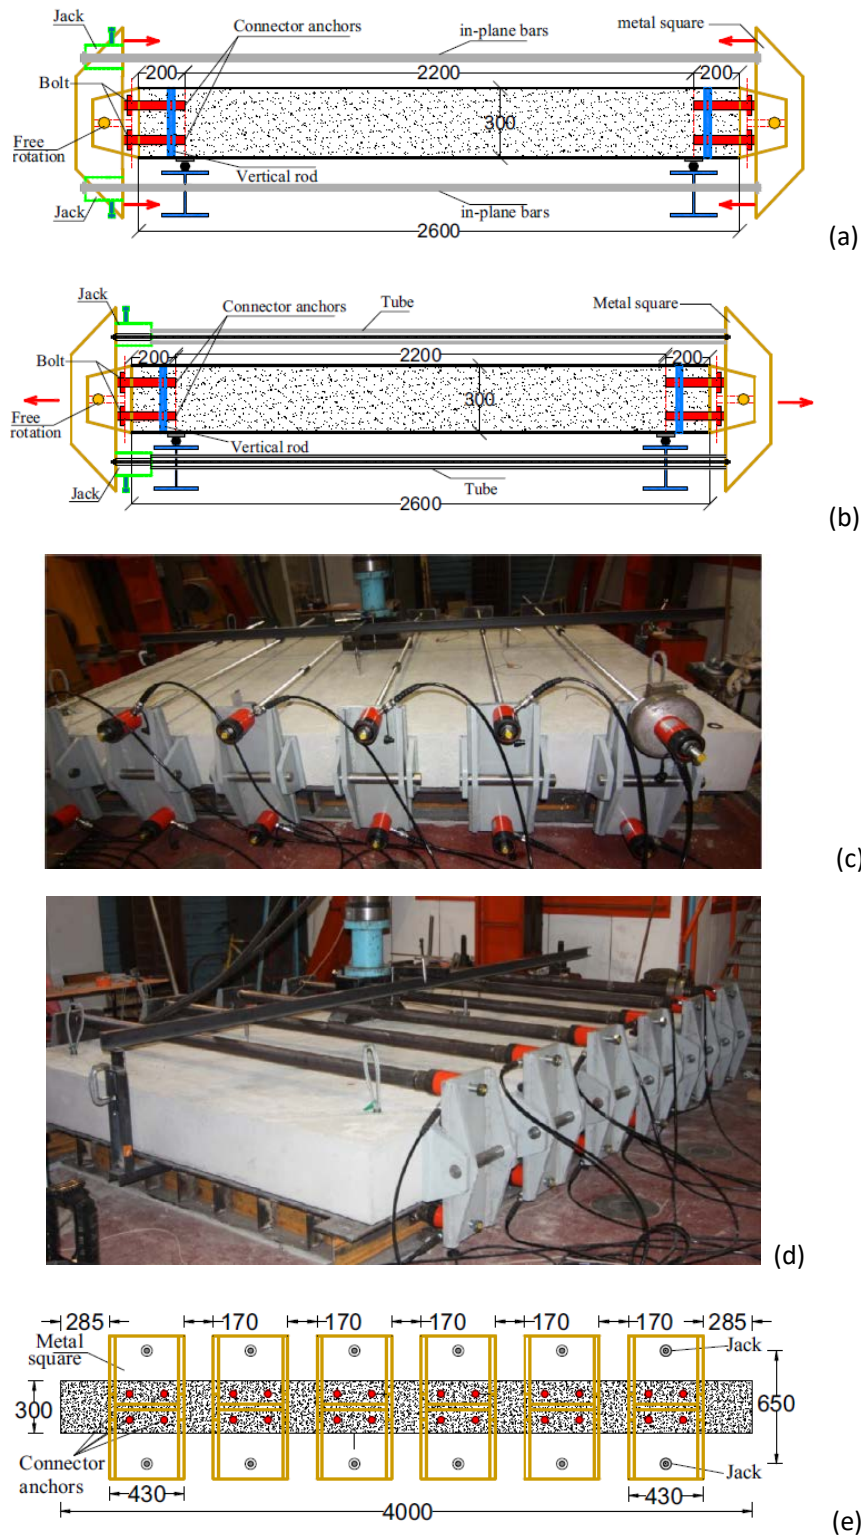 Jack
Connector anchors
in-plane bars
metal square
200
2200
200
Bolt
300
Free
rotation
Vertical rod
Jack
in-plane bars
2600
(a)
Jack
Connector anchors
Tube
Metal square
200
2200
200
Bolt
300
Free
rotation
Vertical rod
Jack
Tube
2600
(b)
(c)
(d)
285
170
170
170
170
170
285
Metal
square
Jack
300
650
Connector
anchors
Jack
430
430
4000
(e)